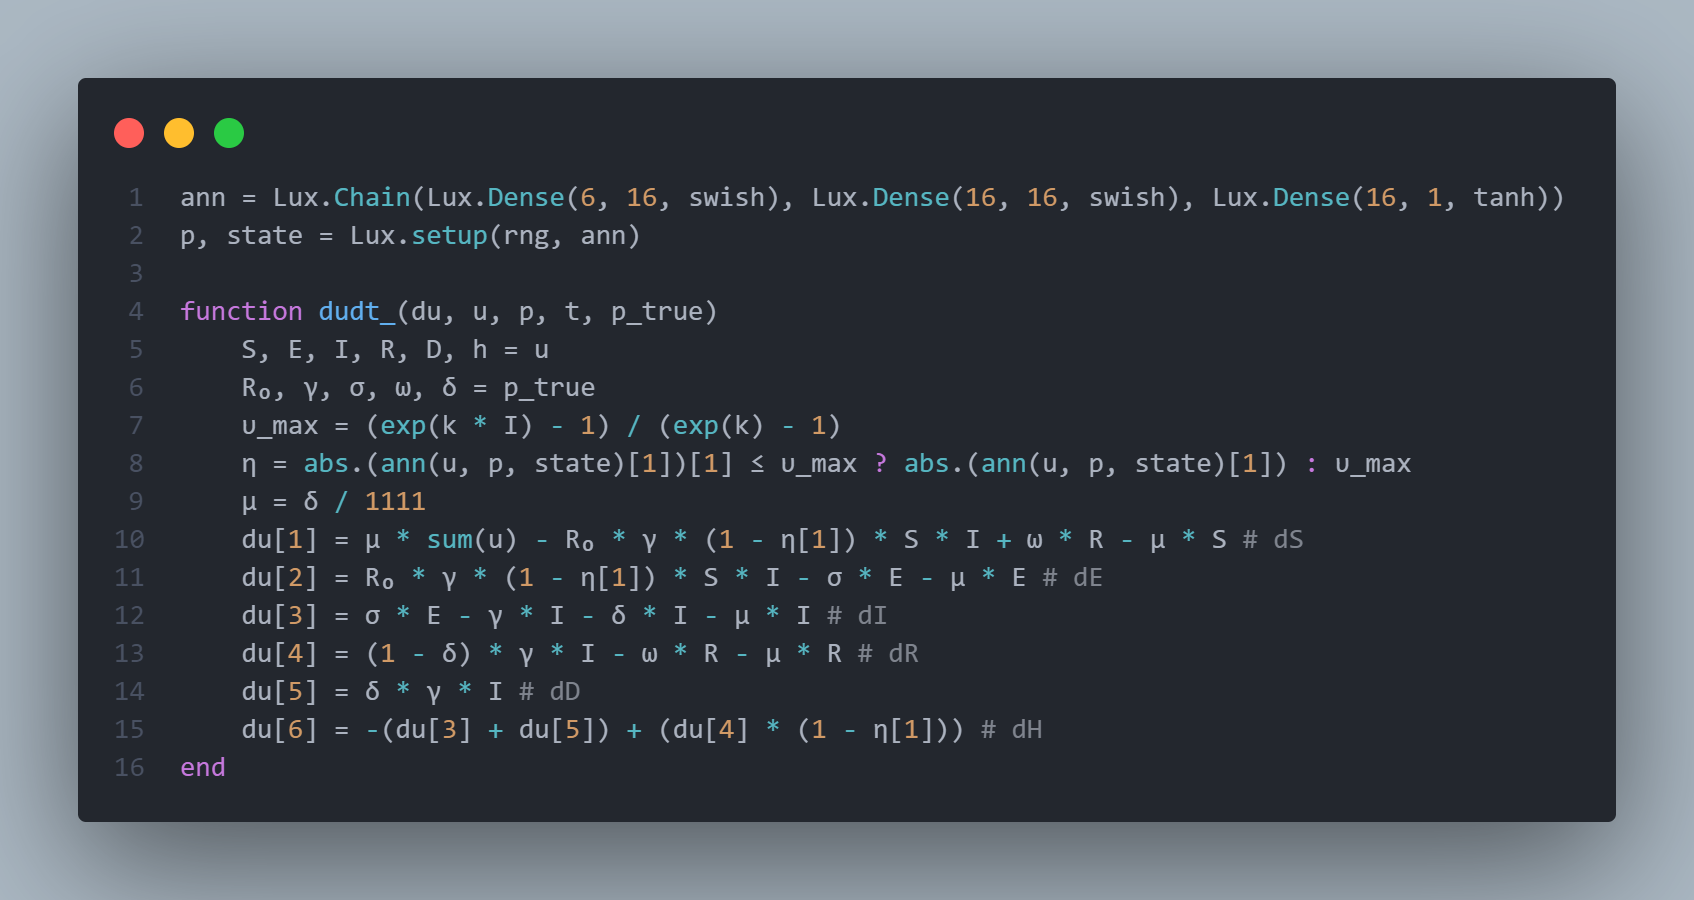 1 ann = Lux.Chain(Lux.Dense(6, 16, swish), Lux.Dense(16, 16, swish), Lux.Dense(16, 1, tanh))
2 p, state = Lux.setup(rng, ann)
3
4 function dudt_(du, u, p, t, p_true)
5     S, E, I, R, D, h = u
6     R₀, γ, σ, ω, δ = p_true
7     υ_max = (exp(k * I) - 1) / (exp(k) - 1)
8     η = abs.(ann(u, p, state)[1])[1] ≤ υ_max ? abs.(ann(u, p, state)[1]) : υ_max
9     μ = δ / 1111
10     du[1] = μ * sum(u) - R₀ * γ * (1 - η[1]) * S * I + ω * R - μ * S # dS
11     du[2] = R₀ * γ * (1 - η[1]) * S * I - σ * E - μ * E # dE
12     du[3] = σ * E - γ * I - δ * I - μ * I # dI
13     du[4] = (1 - δ) * γ * I - ω * R - μ * R # dR
14     du[5] = δ * γ * I # dD
15     du[6] = -(du[3] + du[5]) + (du[4] * (1 - η[1])) # dH
16 end